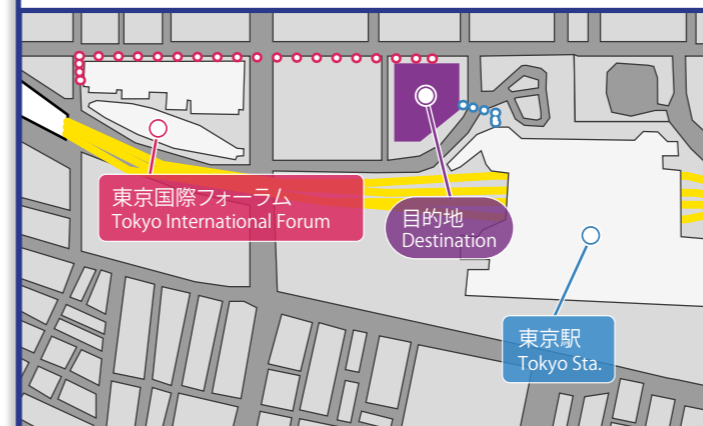 東京国際フォーラム
Tokyo International Forum
目的地
Destination
東京駅
Tokyo Sta.